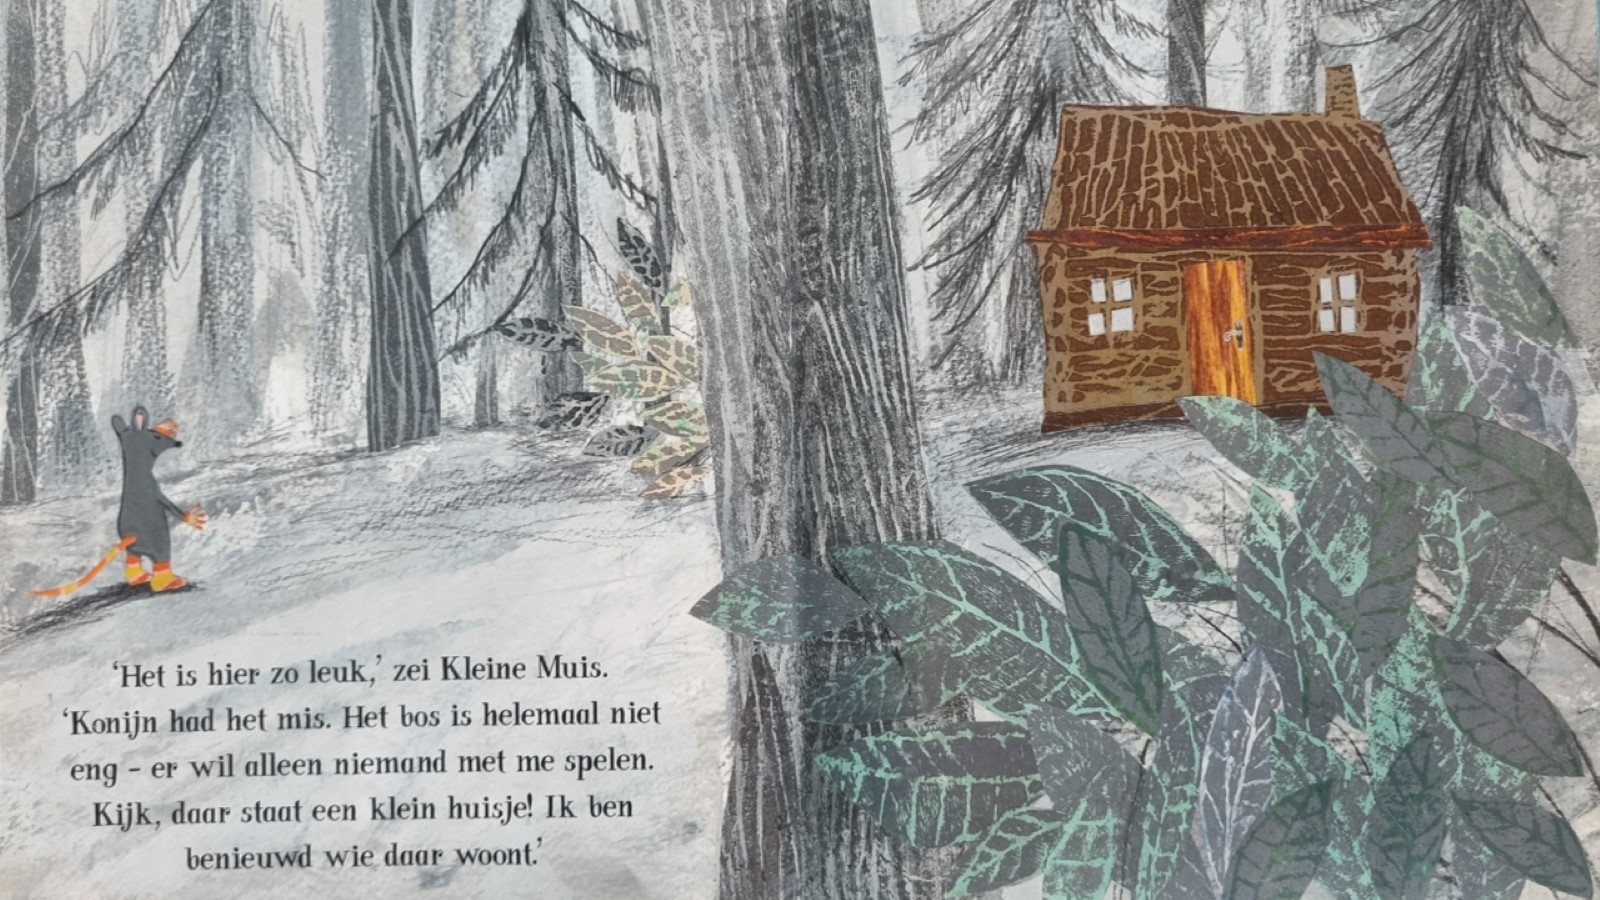 ‘Het is hier zo leuk,’ zei Kleine Muis.
‘Konijn had het mis. Het bos is helemaal niet
eng – er wil alleen niemand met me spelen.
Kijk, daar staat een klein huisje! Ik ben
benieuwd wie daar woont.’